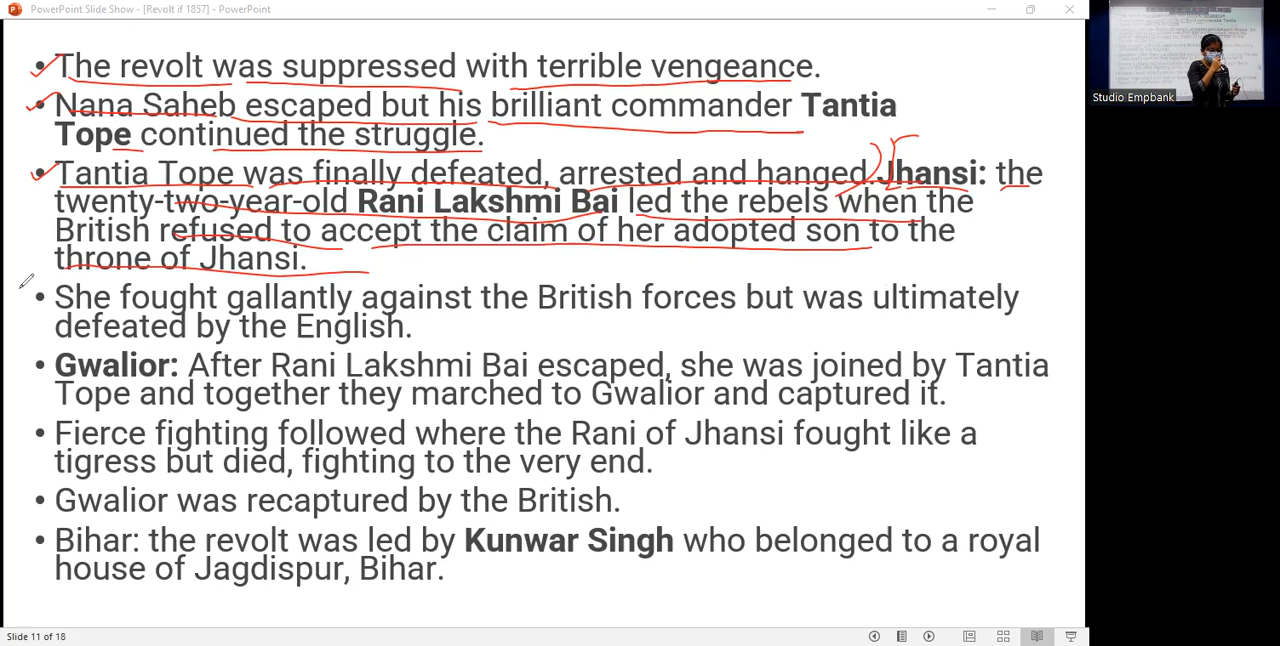 PowerPoint Slide Show - [Revolt if 1857] - PowerPoint
• The revolt was suppressed with terrible vengeance.
• Nana Saheb escaped but his brilliant commander Tantia
Tope continued the struggle.
• Tantia Tope was finally defeated, arrested and hanged.Jhansi: the
twenty-two-year-old Rani Lakshmi Bai led the rebels when the
British refused to accept the claim of her adopted son to the
throne of Jhansi.
• She fought gallantly against the British forces but was ultimately
defeated by the English.
• Gwalior: After Rani Lakshmi Bai escaped, she was joined by Tantia
Tope and together they marched to Gwalior and captured it.
• Fierce fighting followed where the Rani of Jhansi fought like a
tigress but died, fighting to the very end.
• Gwalior was recaptured by the British.
• Bihar: the revolt was led by Kunwar Singh who belonged to a royal
house of Jagdispur, Bihar.
Slide 11 of 18
Studio Empbank